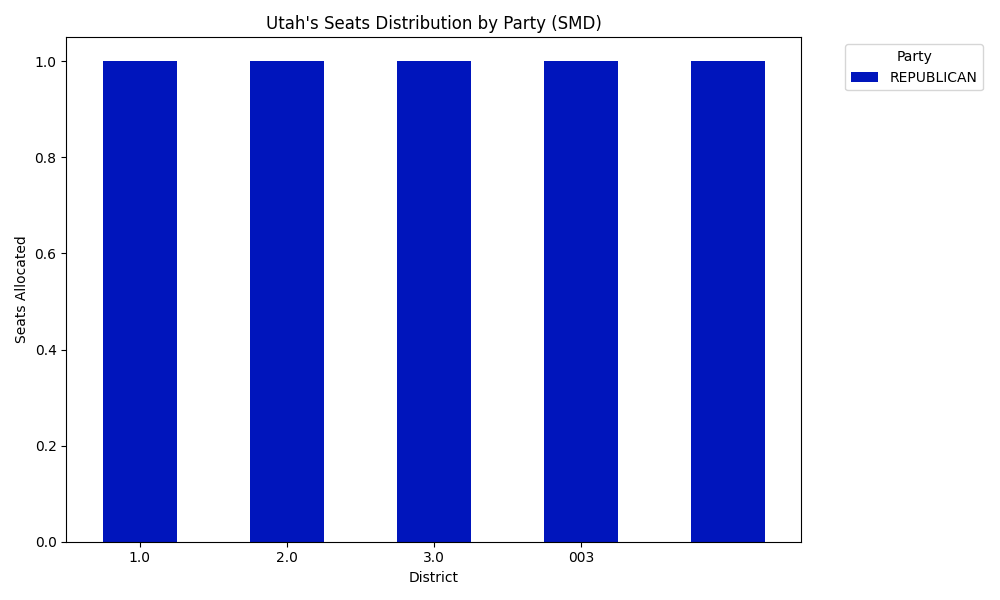 Utah's Seats Distribution by Party (SMD)
Party
REPUBLICAN
Seats Allocated
1.0
0.8
0.6
0.4
0.2
0.0
1.0 2.0 3.0 003
District